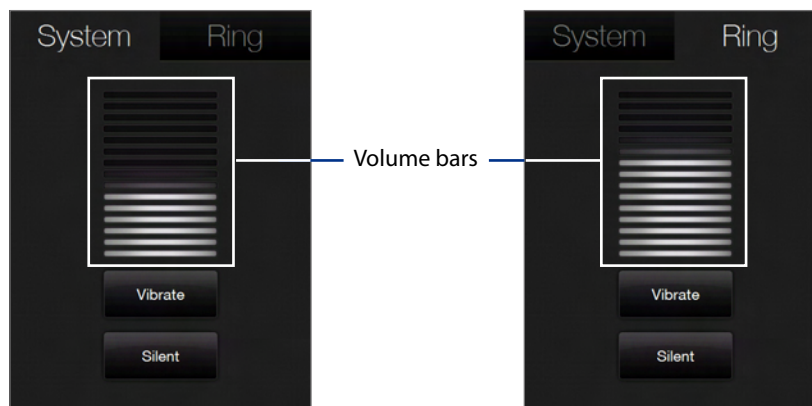 System Ring
System Ring
Volume bars
Vibrate
Vibrate
Silent
Silent